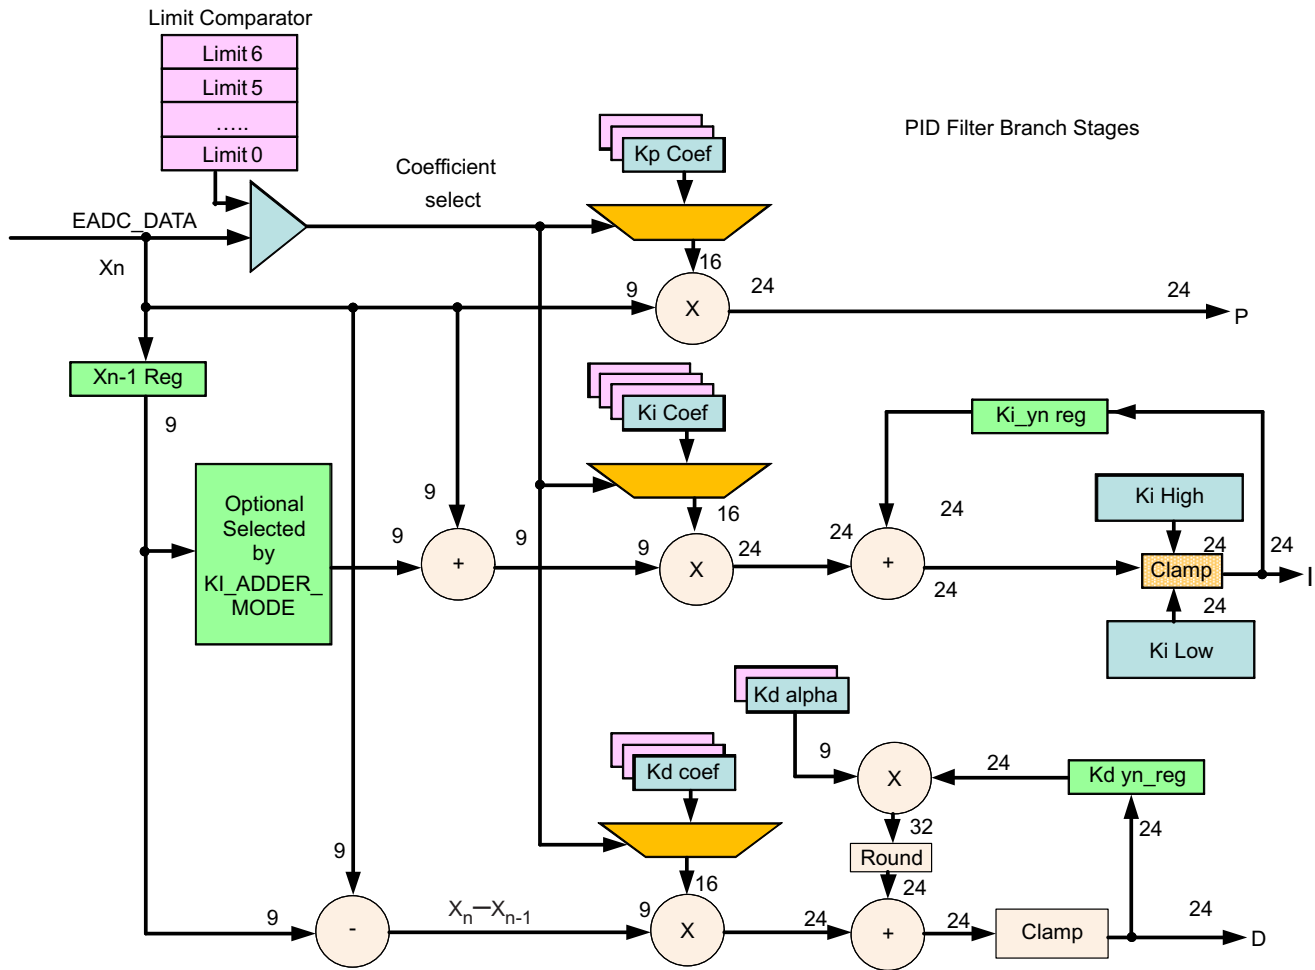 Limit Comparator
Limit 6
Limit 5
.....
Limit 0
PID Filter Branch Stages
Kp Coef
Coefficient
select
EADC_DATA
Xn
16
9
24
24
P
Xn-1 Reg
9
Ki Coef
Ki_yn reg
Optional
Selected
by
KI_ADDER_
MODE
9
9
9
+
16
9
X
24
24
24
+
24
Ki High
24
24
Clamp
I
24
Ki Low
X
Kd alpha
9
X
24
Kd yn_reg
Kd coef
32
24
Round
9
16
24
9
-
Xn—Xn-1
9
X
24
+
24
Clamp
24
D